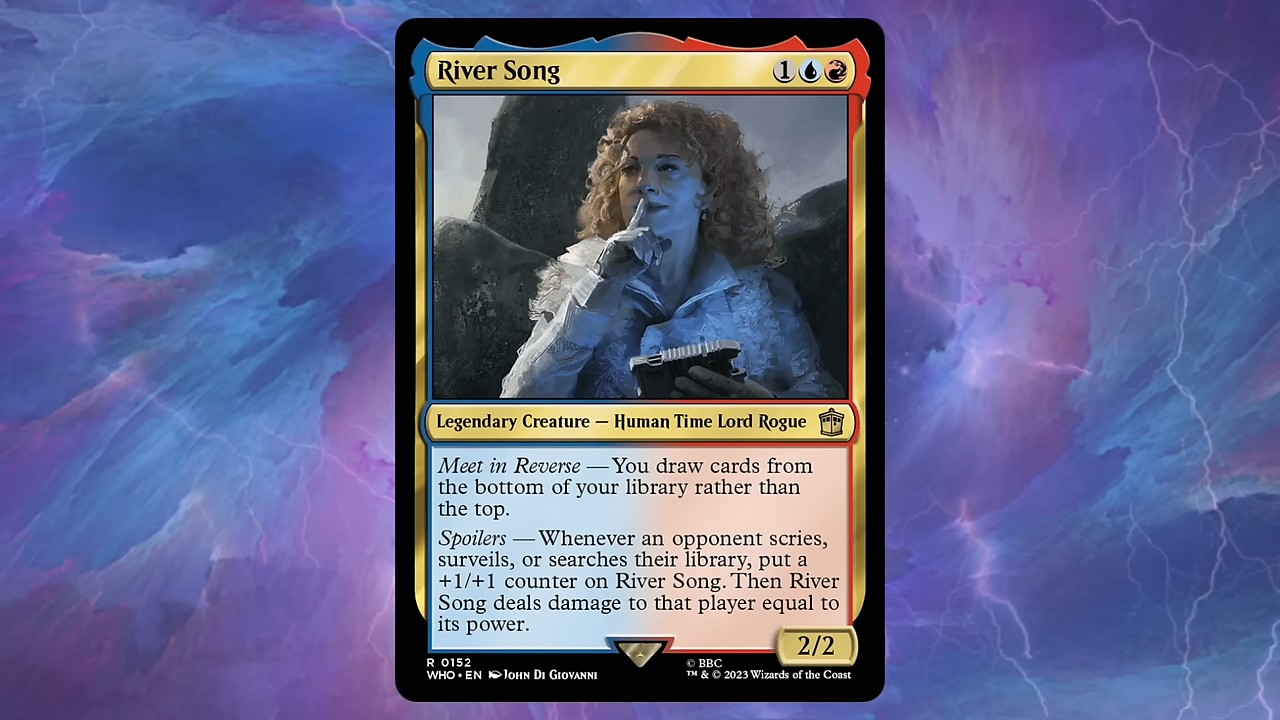 River Song 1
Legendary Creature — Human Time Lord Rogue
Meet in Reverse — You draw cards from
the bottom of your library rather than
the top.
Spoilers — Whenever an opponent scries,
surveils, or searches their library, put a
+1/+1 counter on River Song. Then River
Song deals damage to that player equal to
its power.
2/2
R 0152
WHO • EN John Di Giovanni
© BBC
™ & © 2023 Wizards of the Coast